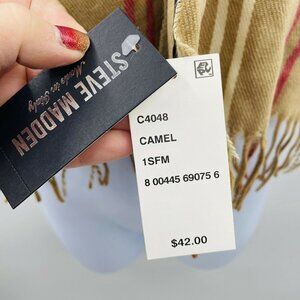 STEVE MADDEN
Made in Italy
C4048
CAMEL
1SFM
8 00445 69075 6
$42.00